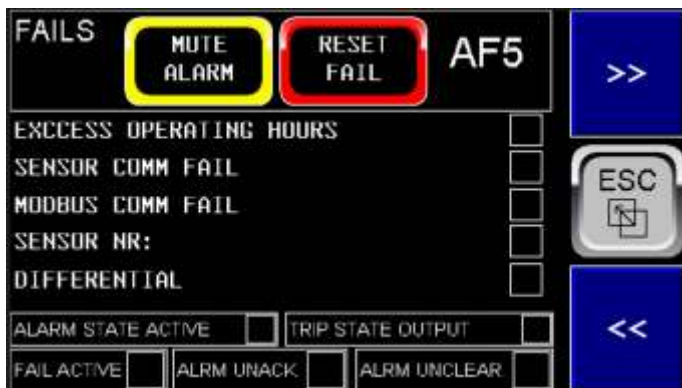 FAILS
MUTE
ALARM
RESET
FAIL
AF5
>>
EXCCESS OPERATING HOURS
SENSOR COMM FAIL
ESC
MODBUS COMM FAIL
SENSOR NR:
DIFFERENTIAL
ALARM STATE ACTIVE
TRIP STATE OUTPUT
<<
FAIL ACTIVE
ALRM UNACK
ALRM UNCLEAR